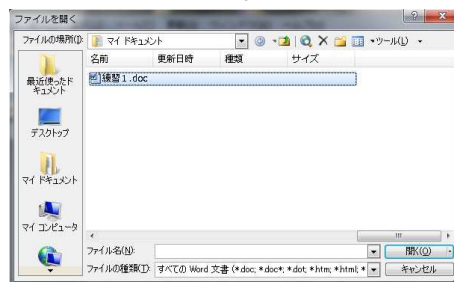 ファイルを開く
ファイルの場所(I):
マイ ドキュメント
ツール(L)
名前
更新日時
種類
サイズ
練習1.doc
最近使ったド
キュメント
デスクトップ
マイ ドキュメント
マイ コンピュータ
ファイル名(N):
開く(O)
ファイルの種類(T):
すべての Word 文書 (*.doc; *.doc*; *.dot; *.htm; *.html; *
キャンセル